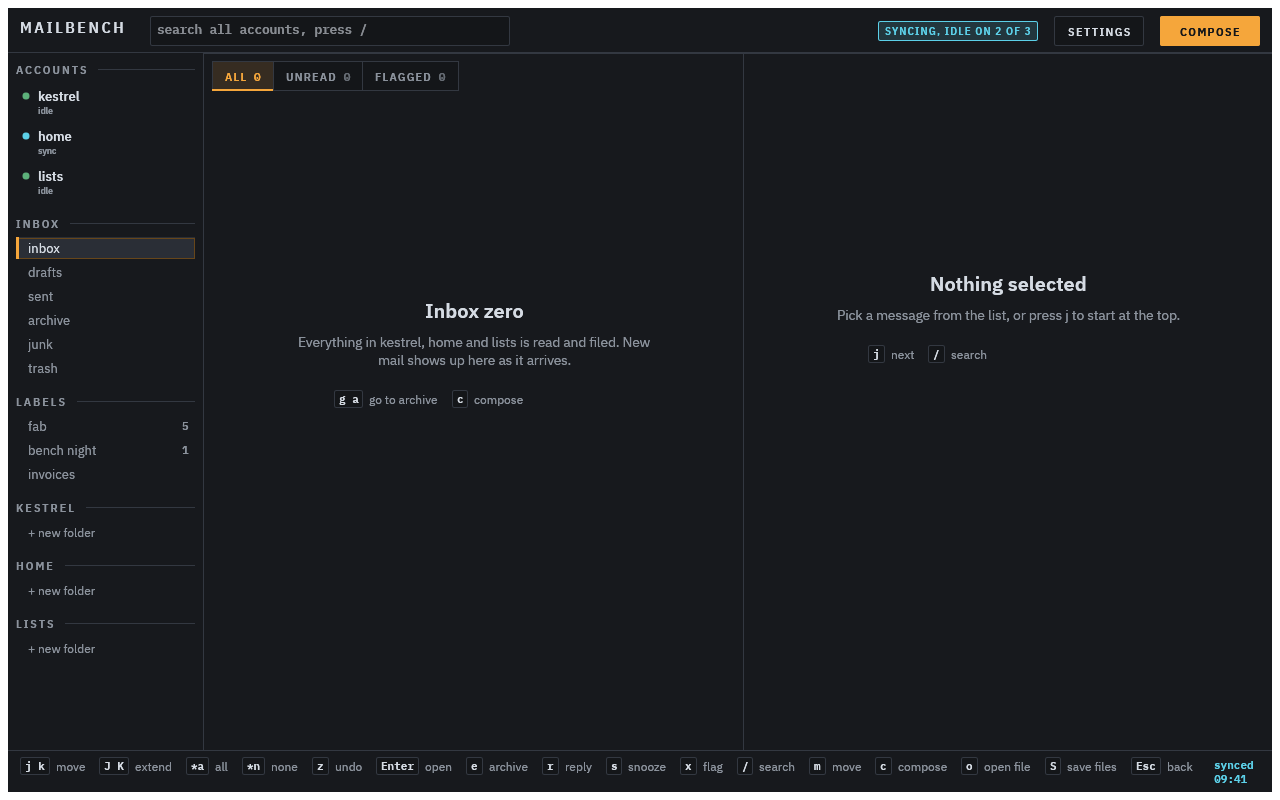 MAILBENCH
search all accounts, press /
SYNCING, IDLE ON 2 OF 3
SETTINGS
COMPOSE
ACCOUNTS
kestrel
idle
home
sync
lists
idle
INBOX
inbox
drafts
sent
archive
junk
trash
LABELS
fab 5
bench night 1
invoices
KESTREL
+ new folder
HOME
+ new folder
LISTS
+ new folder
ALL 0 UNREAD 0 FLAGGED 0
Inbox zero
Everything in kestrel, home and lists is read and filed. New
mail shows up here as it arrives.
g a go to archive c compose
Nothing selected
Pick a message from the list, or press j to start at the top.
j next / search
j k move J K extend *a all *n none z undo Enter open e archive r reply s snooze x flag / search m move c compose o open file S save files Esc back
synced
09:41